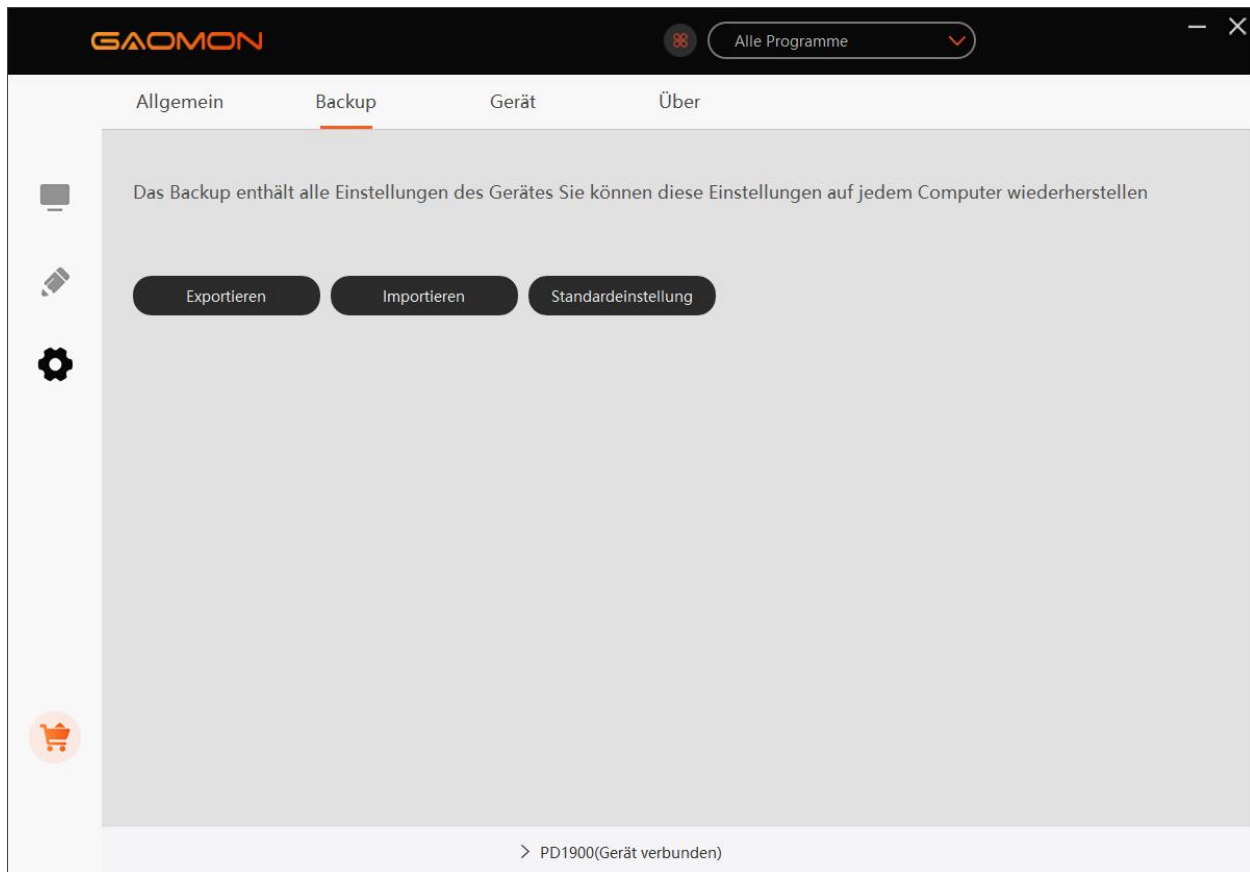 GAOMON
Alle Programme
Allgemein Backup Gerät Über
Das Backup enthält alle Einstellungen des Gerätes Sie können diese Einstellungen auf jedem Computer wiederherstellen
Exportieren Importieren Standardeinstellung
PD1900(Gerät verbunden)